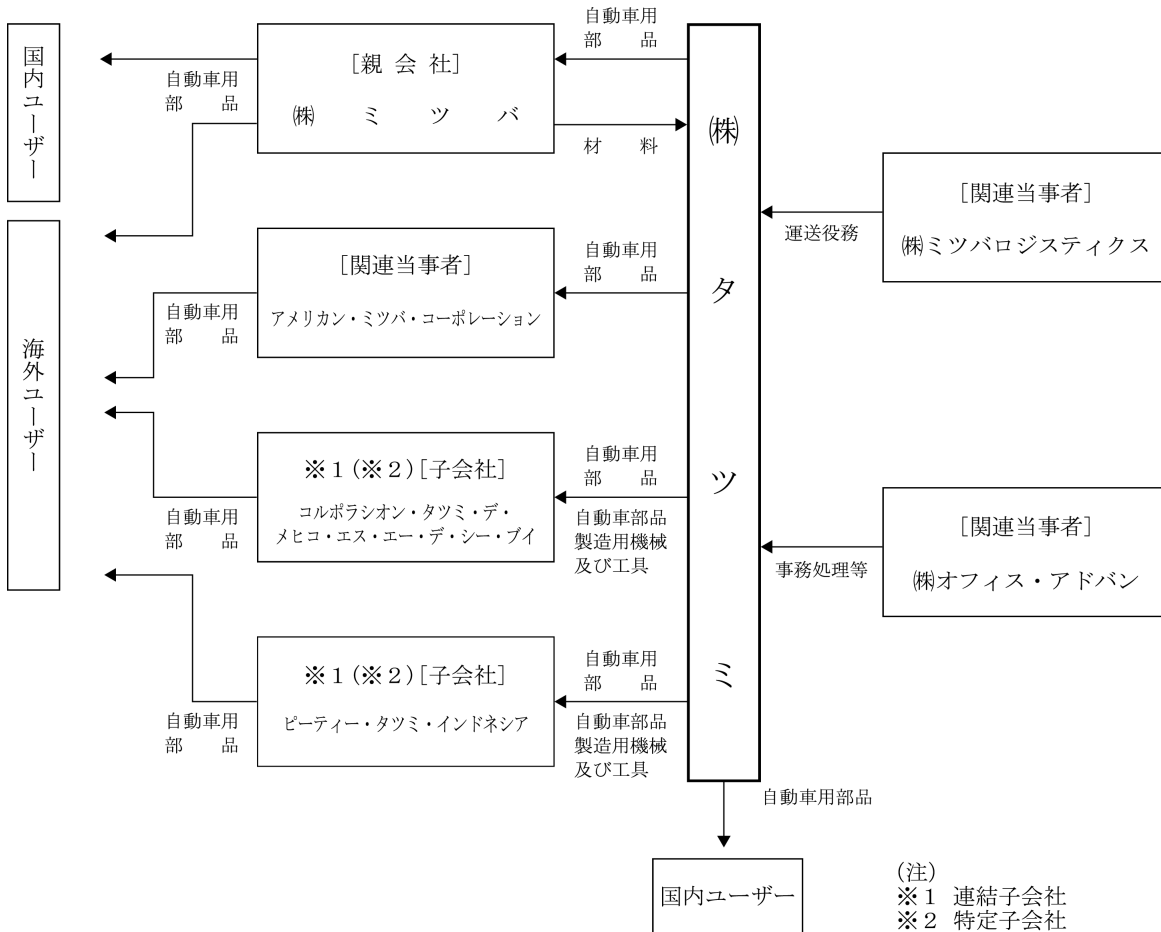 国内ユーザー
海外ユーザー
自動車用
部　　品
[親 会 社]
㈱　ミ　ツ　バ
自動車用
部　　品
材　　料
[関連当事者]
アメリカン・ミツバ・コーポレーション
自動車用
部　　品
自動車用
部　　品
※１(※２)[子会社]
コルポラシオン・タツミ・デ・
メヒコ・エス・エー・デ・シー・ブイ
自動車用
部　　品
自動車用
部　　品
自動車部品
製造用機械
及び工具
※１(※２)[子会社]
ピーティー・タツミ・インドネシア
自動車用
部　　品
自動車用
部　　品
自動車部品
製造用機械
及び工具
㈱タツミ
運送役務
[関連当事者]
㈱ミツバロジスティクス
事務処理等
[関連当事者]
㈱オフィス・アドバン
自動車用部品
国内ユーザー
(注)
※１ 連結子会社
※２ 特定子会社